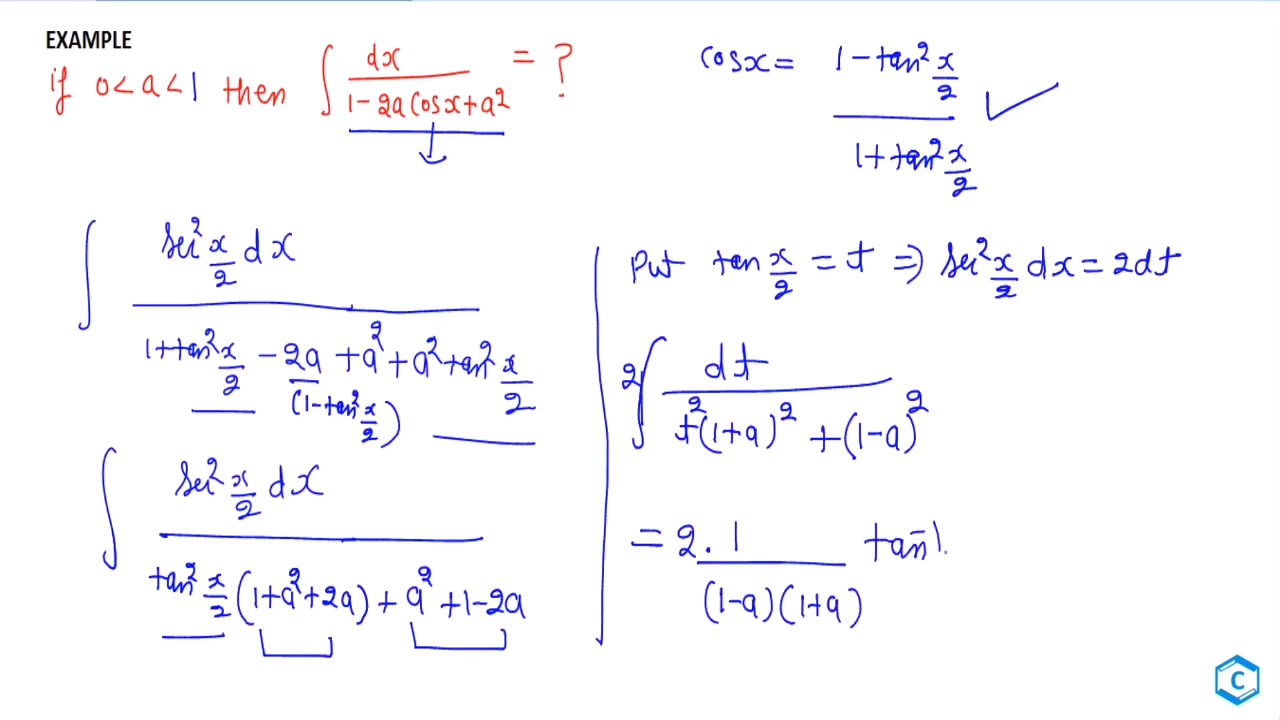 EXAMPLE
if 0<a<1 then ∫ dx / (1-2a cosx+a²) = ?
cosx = (1-tan² x/2) / (1+tan² x/2) ✓
∫ sec² x/2 dx / (1+tan² x/2 - 2a (1-tan² x/2) + a² + a² tan² x/2)
∫ sec² x/2 dx / (tan² x/2 (1+a²+2a) + a² +1-2a)
Put tan x/2 = t ⇒ sec² x/2 dx = 2dt
2∫ dt / (t²(1+a)² + (1-a)²)
= 2. 1 / ((1-a)(1+a)) tan⁻¹
C